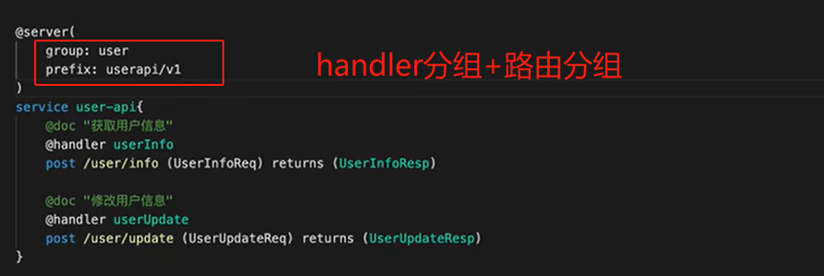 @server(
group: user
prefix: userapi/v1
handler分组+路由分组
)
service user-api{
@doc "获取用户信息"
@handler userInfo
post /user/info (UserInfoReq) returns (UserInfoResp)
@doc "修改用户信息"
@handler userUpdate
post /user/update (UserUpdateReq) returns (UserUpdateResp)
}